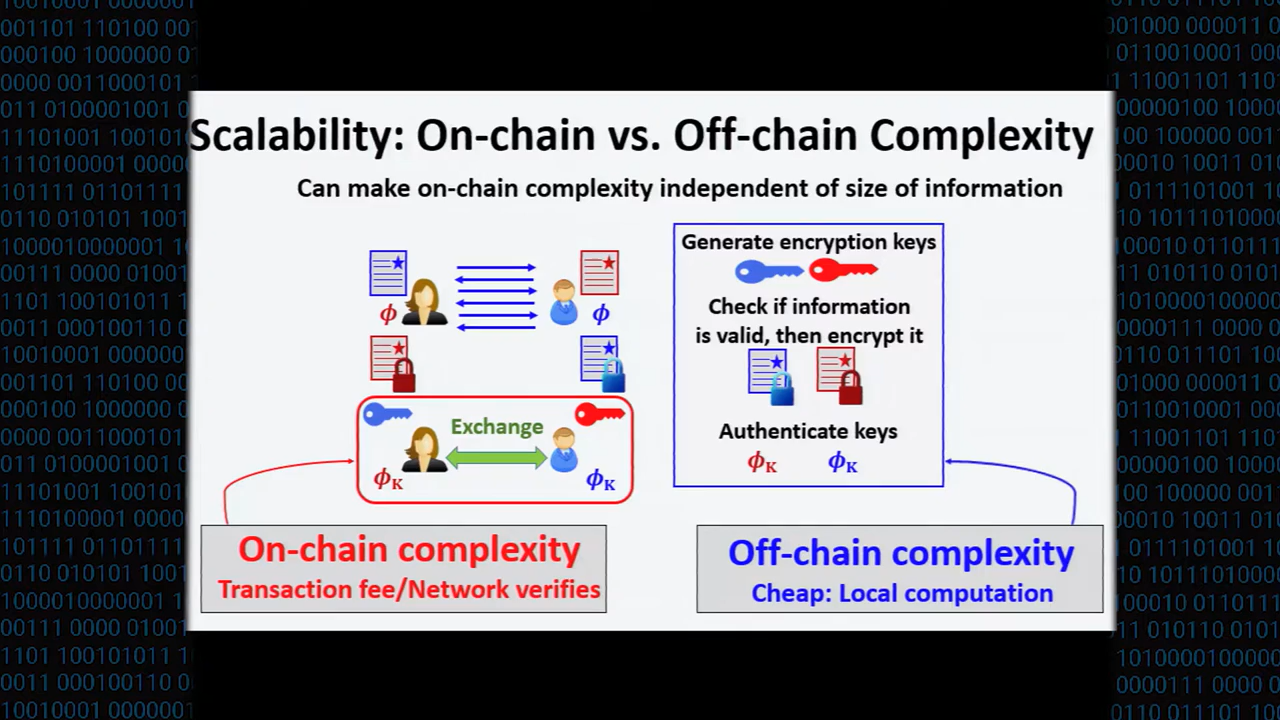 Scalability: On-chain vs. Off-chain Complexity
Can make on-chain complexity independent of size of information
ϕ
ϕ
Exchange
ϕK
ϕK
Generate encryption keys
Check if information
is valid, then encrypt it
Authenticate keys
ϕK ϕK
On-chain complexity
Transaction fee/Network verifies
Off-chain complexity
Cheap: Local computation